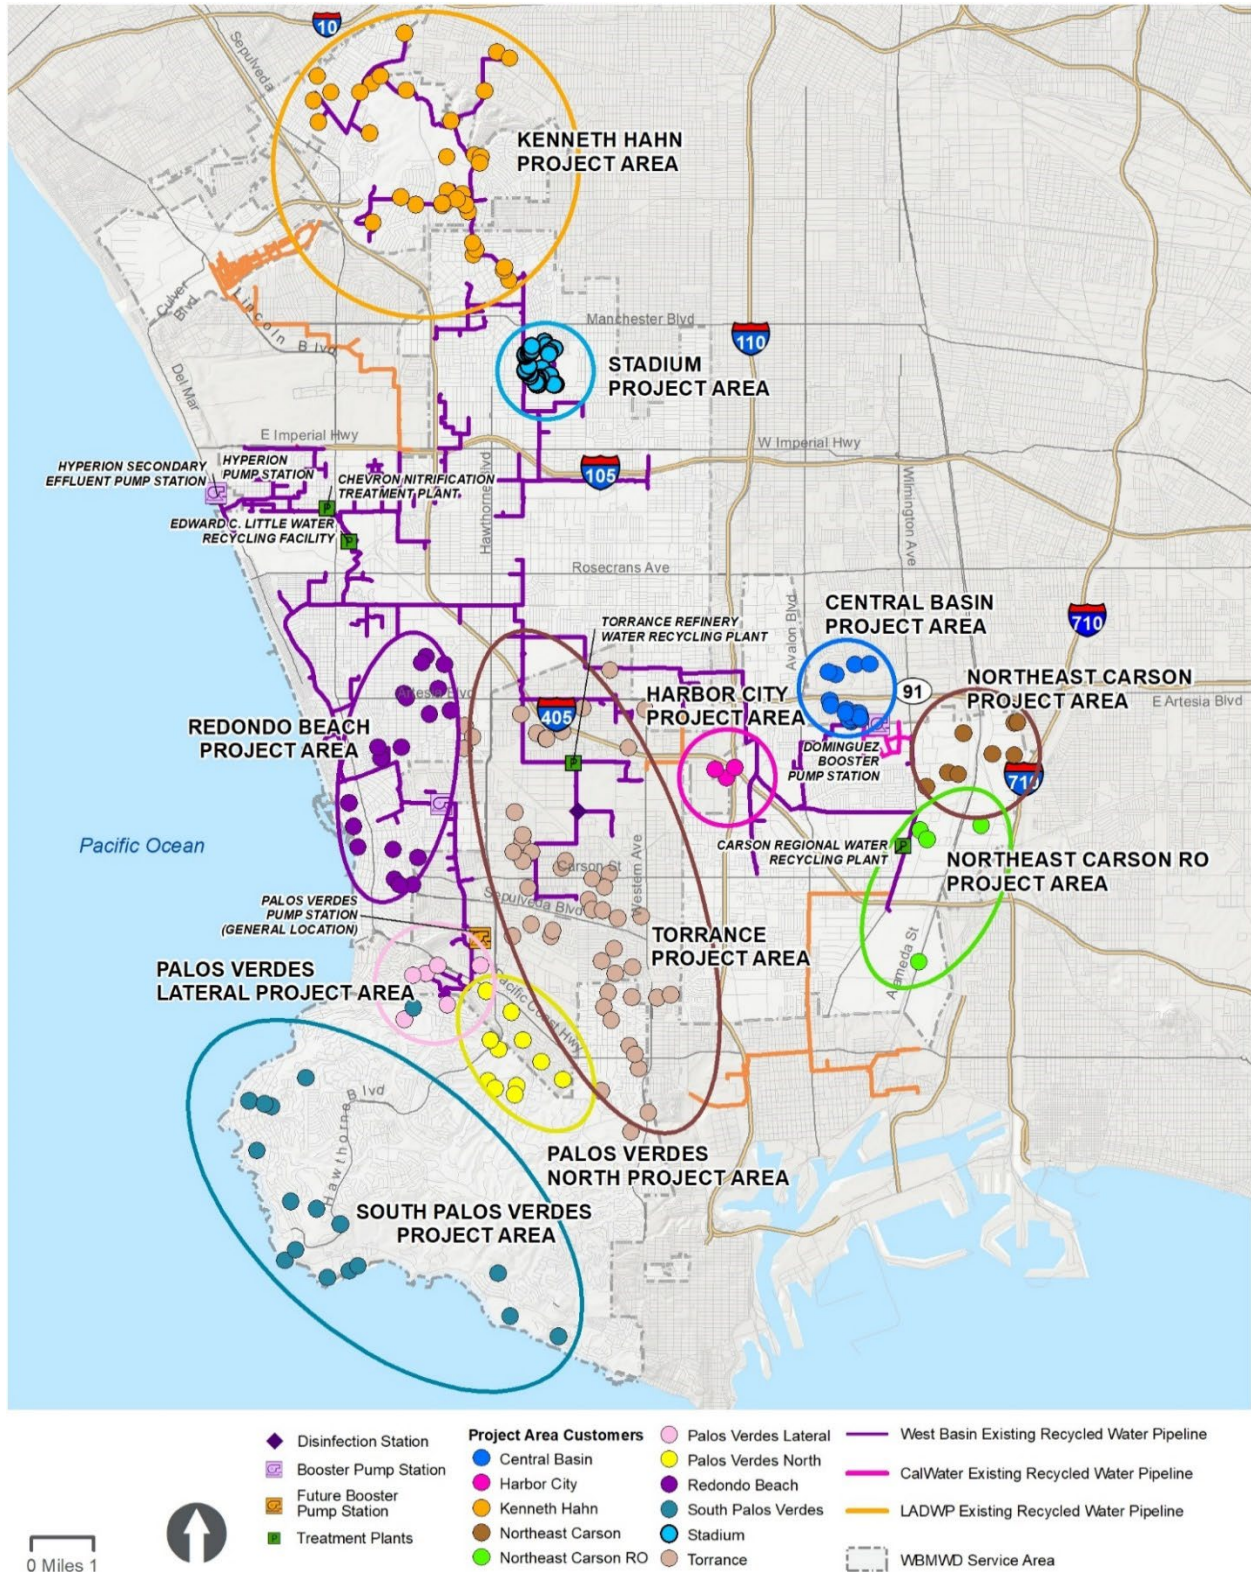 10
Sepulveda
KENNETH HAHN
PROJECT AREA
Culver
Blvd
Lincoln Blvd
Manchester Blvd
110
STADIUM
PROJECT AREA
Del Mar
E Imperial Hwy
W Imperial Hwy
HYPERION SECONDARY
EFFLUENT PUMP STATION
HYPERION
PUMP STATION
CHEVRON NITRIFICATION
TREATMENT PLANT
105
Hawthorne Blvd
Wilmington Ave
EDWARD C. LITTLE WATER
RECYCLING FACILITY
Rosecrans Ave
Avalon Blvd
CENTRAL BASIN
PROJECT AREA
710
TORRANCE REFINERY
WATER RECYCLING PLANT
NORTHEAST CARSON
PROJECT AREA
91
Artesia Blvd
E Artesia Blvd
405
HARBOR CITY
PROJECT AREA
REDONDO BEACH
PROJECT AREA
DOMINGUEZ
BOOSTER
PUMP STATION
710
Pacific Ocean
CARSON REGIONAL WATER
RECYCLING PLANT
NORTHEAST CARSON RO
PROJECT AREA
Carson St
Western Ave
Sepulveda Blvd
PALOS VERDES
PUMP STATION
(GENERAL LOCATION)
TORRANCE
PROJECT AREA
Alameda St
PALOS VERDES
LATERAL PROJECT AREA
Pacific Coast Hwy
Hawthorne Blvd
PALOS VERDES
NORTH PROJECT AREA
SOUTH PALOS VERDES
PROJECT AREA
0 Miles 1
Disinfection Station
Booster Pump Station
Future Booster
Pump Station
Treatment Plants
Project Area Customers
Central Basin
Harbor City
Kenneth Hahn
Northeast Carson
Northeast Carson RO
Palos Verdes Lateral
Palos Verdes North
Redondo Beach
South Palos Verdes
Stadium
Torrance
West Basin Existing Recycled Water Pipeline
CalWater Existing Recycled Water Pipeline
LADWP Existing Recycled Water Pipeline
WBMWD Service Area